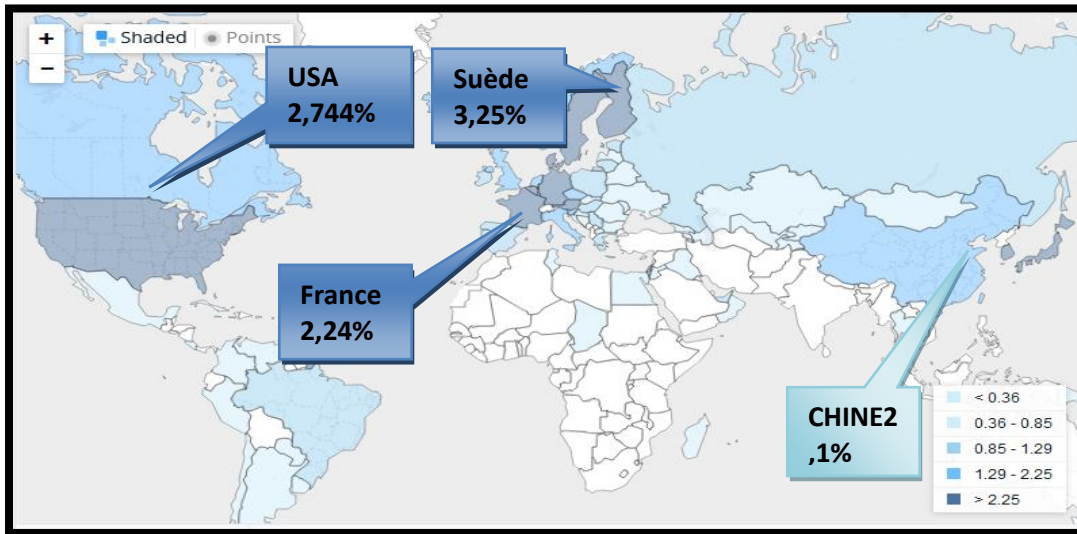 +
−
Shaded
Points
USA
2,744%
Suède
3,25%
France
2,24%
CHINE2
,1%
< 0.36
0.36 - 0.85
0.85 - 1.29
1.29 - 2.25
> 2.25